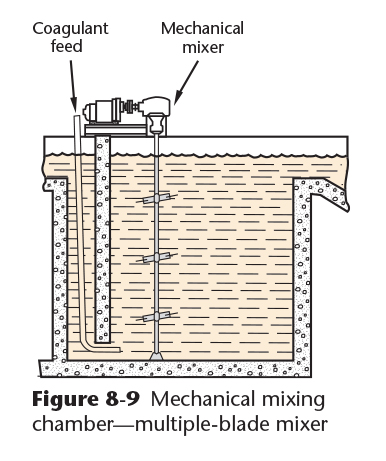 Coagulant
feed
Mechanical
mixer
Figure 8-9 Mechanical mixing
chamber—multiple-blade mixer